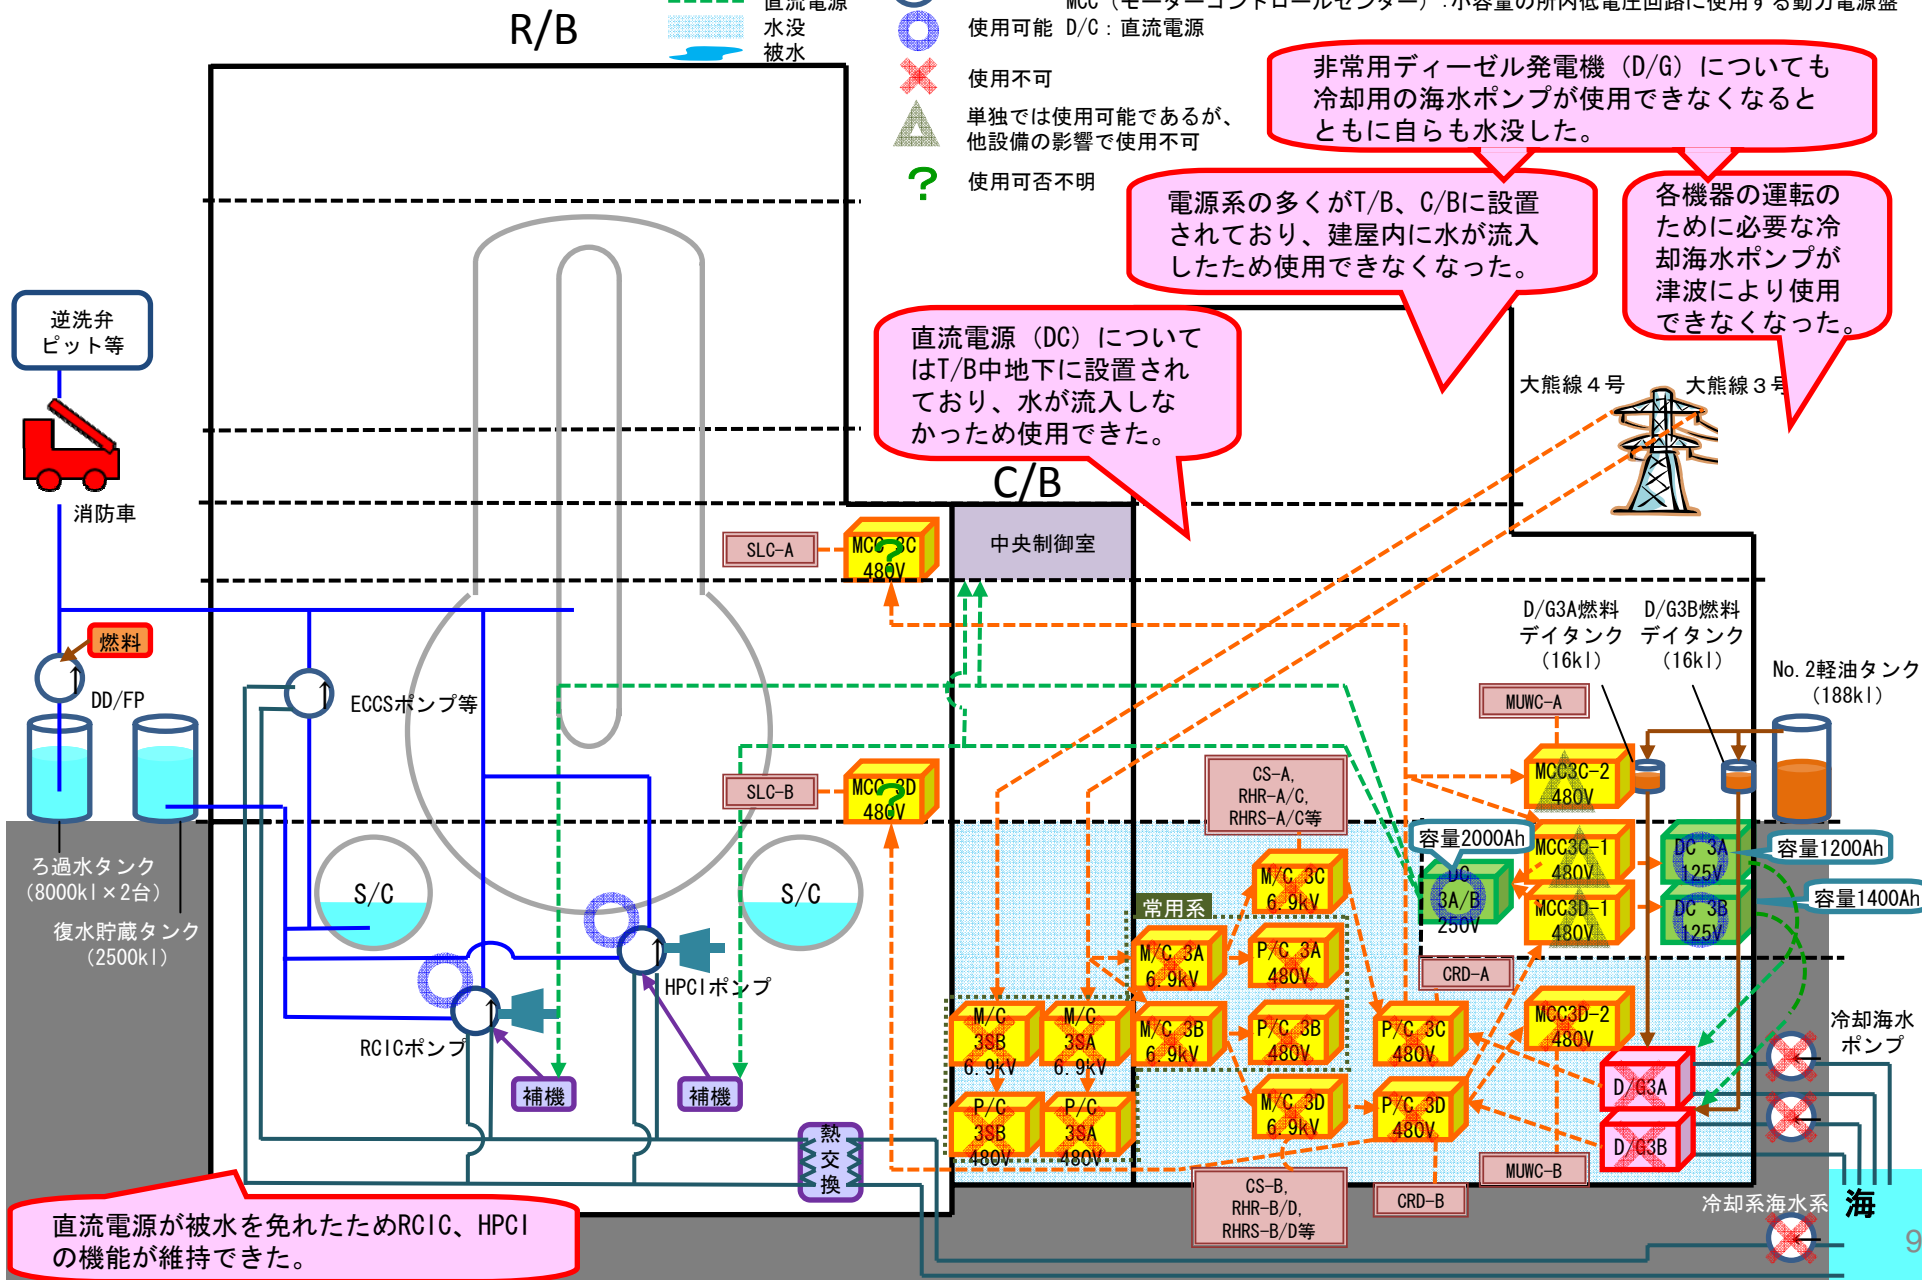 R/B
直流電源
水没
被水
MCC（モーターコントロールセンター）:小容量の所内低電圧回路に使用する動力電源盤
使用可能
D/C：直流電源
使用不可
単独では使用可能であるが、
他設備の影響で使用不可
?
使用可否不明
非常用ディーゼル発電機（D/G）についても
冷却用の海水ポンプが使用できなくなると
ともに自らも水没した。
電源系の多くがT/B、C/Bに設置
されており、建屋内に水が流入
したため使用できなくなった。
各機器の運転の
ために必要な冷
却海水ポンプが
津波により使用
できなくなった。
直流電源（DC）について
はT/B中地下に設置され
ており、水が流入しな
かっため使用できた。
逆洗弁
ピット等
消防車
大熊線４号
大熊線３号
C/B
中央制御室
SLC-A
MCC 3C
480V
?
燃料
DD/FP
ECCSポンプ等
D/G3A燃料
デイタンク
(16kl)
D/G3B燃料
デイタンク
(16kl)
No.2軽油タンク
(188kl)
MUWC-A
SLC-B
MCC 3D
480V
?
CS-A,
RHR-A/C,
RHRS-A/C等
MCC3C-2
480V
容量2000Ah
MCC3C-1
480V
DC 3A
125V
容量1200Ah
ろ過水タンク
(8000kl×2台)
復水貯蔵タンク
(2500kl)
S/C
S/C
M/C 3C
6.9kV
DC
3A/B
250V
MCC3D-1
480V
DC 3B
125V
容量1400Ah
常用系
M/C 3A
6.9kV
P/C 3A
480V
CRD-A
HPCIポンプ
RCICポンプ
M/C
3SB
6.9kV
M/C
3SA
6.9kV
M/C 3B
6.9kV
P/C 3B
480V
P/C 3C
480V
MCC3D-2
480V
冷却海水
ポンプ
補機
補機
D/G3A
P/C
3SB
480V
P/C
3SA
480V
M/C 3D
6.9kV
P/C 3D
480V
D/G3B
熱
交
換
MUWC-B
CS-B,
RHR-B/D,
RHRS-B/D等
CRD-B
冷却系海水系
海
直流電源が被水を免れたためRCIC、HPCI
の機能が維持できた。
9